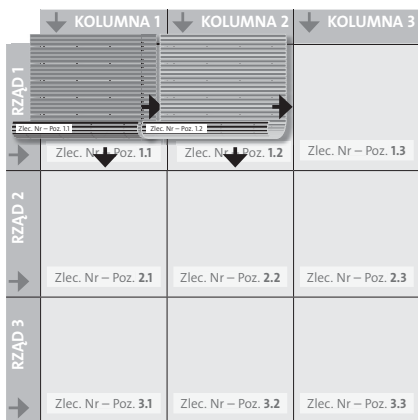 KOLUMNA 1 KOLUMNA 2 KOLUMNA 3
RZĄD 1
Zlec. Nr – Poz. 1.1 Zlec. Nr – Poz. 1.2
Zlec. Nr – Poz. 1.1 Zlec. Nr – Poz. 1.2 Zlec. Nr – Poz. 1.3
RZĄD 2
Zlec. Nr – Poz. 2.1 Zlec. Nr – Poz. 2.2 Zlec. Nr – Poz. 2.3
RZĄD 3
Zlec. Nr – Poz. 3.1 Zlec. Nr – Poz. 3.2 Zlec. Nr – Poz. 3.3